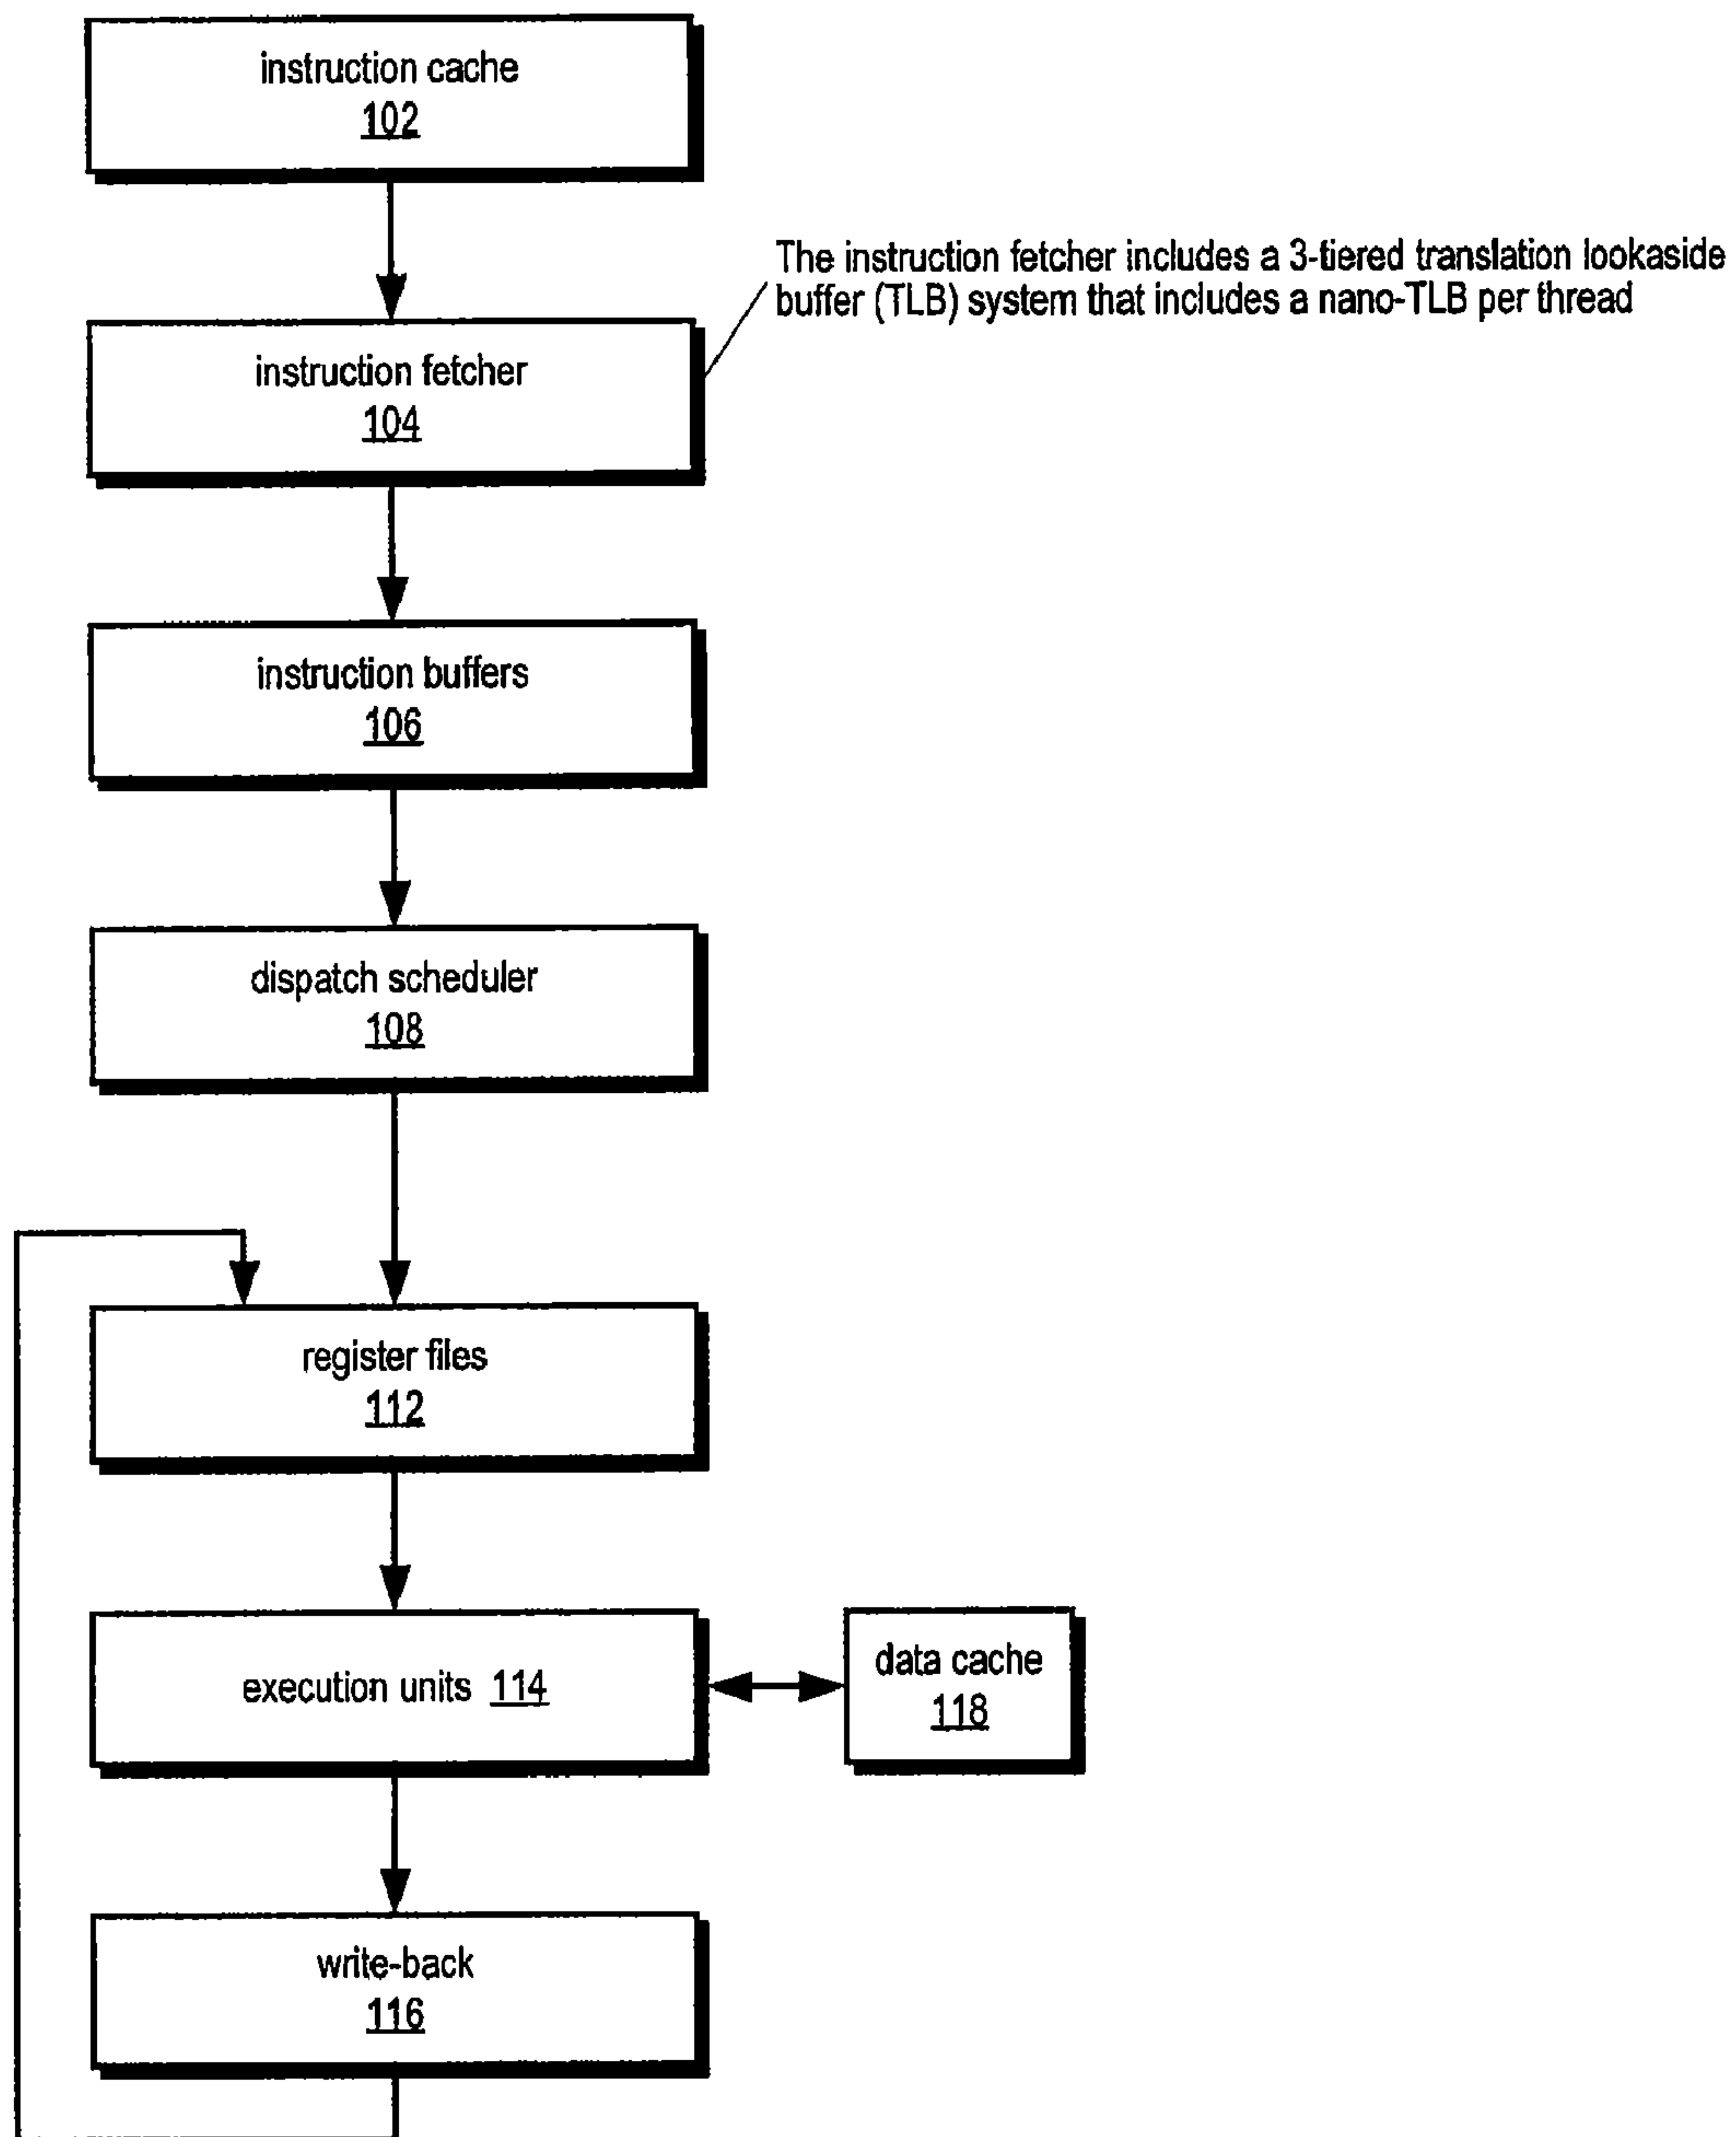 instruction cache
102
The instruction fetcher includes a 3-tiered translation lookaside
buffer (TLB) system that includes a nano-TLB per thread
instruction fetcher
104
instruction buffers
106
dispatch scheduler
108
register files
112
execution units 114
data cache
118
write-back
116